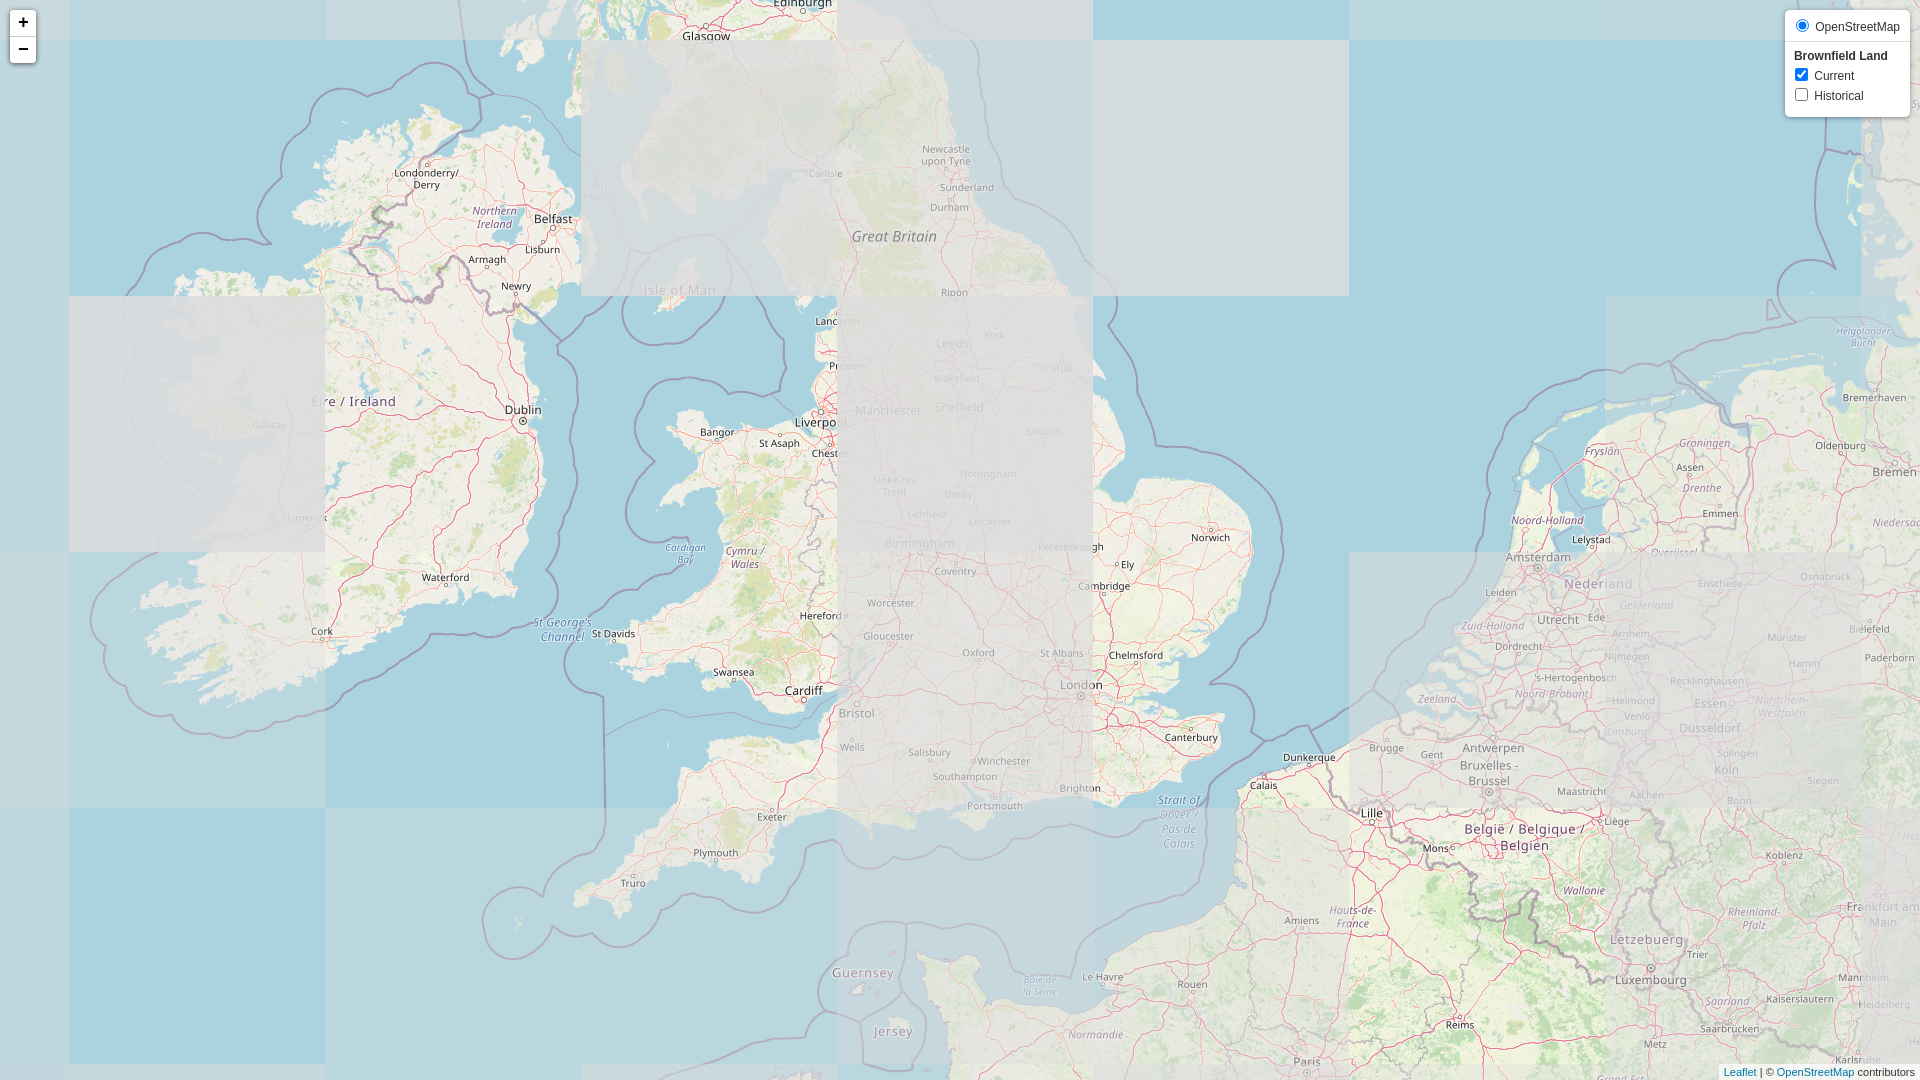 +
−
OpenStreetMap
Brownfield Land
Current
Historical
Edinburgh
Glasgow
Londonderry/
Derry
Northern
Ireland
Belfast
Lisburn
Armagh
Newry
North
Channel
Newcastle
upon Tyne
Carlisle
Sunderland
Durham
Great Britain
Isle of Man
Ripon
Lancaster
York
Leeds
Preston
Hull
Wakefield
Helgoländer
Bucht
Bremerhaven
Éire / Ireland
Dublin
Galway
Manchester
Sheffield
Liverpool
Bangor
St Asaph
Chester
Lincoln
Groningen
Oldenburg
Fryslân
Assen
Bremen
Stoke-on-
Trent
Nottingham
Derby
Drenthe
Limerick
Lichfield
Leicester
Emmen
Noord-Holland
Birmingham
Peterborough
Norwich
Lelystad
Cardigan
Bay
Cymru /
Wales
Amsterdam
Overijssel
Ely
Coventry
Waterford
Cambridge
Nederland
Enschede
Osnabrück
Leiden
Worcester
Gelderland
Hereford
Utrecht
Ede
St George's
Channel
Cork
St Davids
Gloucester
Zuid-Holland
Arnhem
Münster
Bielefeld
Oxford
St Albans
Chelmsford
Dordrecht
Nijmegen
Hamm
Paderborn
Swansea
's-Hertogenbosch
Recklinghausen
Cardiff
London
Zeeland
Noord-Brabant
Helmond
Essen
Nordrhein-
Westfalen
Bristol
Venlo
Limburg
Düsseldorf
Wells
Salisbury
Canterbury
Brugge
Gent
Antwerpen
Solingen
Winchester
Dunkerque
Bruxelles -
Brussel
Köln
Southampton
Calais
Brighton
Maastricht
Aachen
Siegen
Portsmouth
Strait of
Dover /
Pas de
Calais
Bonn
Exeter
Lille
Liège
België / Belgique /
Belgien
Mons
Plymouth
Koblenz
Truro
Wallonie
Hauts-de-
France
Amiens
Rheinland-
Pfalz
Frankfurt am
Main
Lëtzebuerg
Trier
Guernsey
Le Havre
Baie de
la Seine
Rouen
Luxembourg
Saarland
Kaiserslautern
Heidelberg
Jersey
Normandie
Reims
Saarbrücken
Metz
Paris
Leaflet | © OpenStreetMap contributors